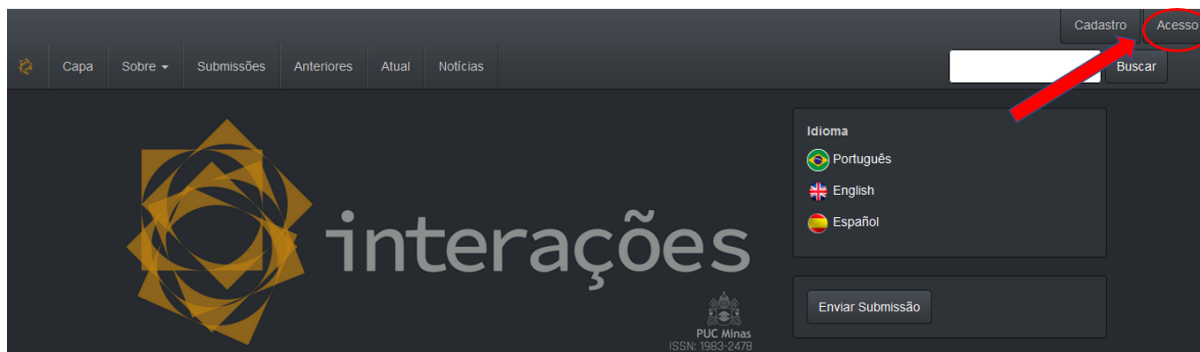 Cadastro Acesso
Capa Sobre Submissões Anteriores Atual Notícias Buscar
Idioma
Português
English
Español
interações
Enviar Submissão
PUC Minas
ISSN: 1983-2478